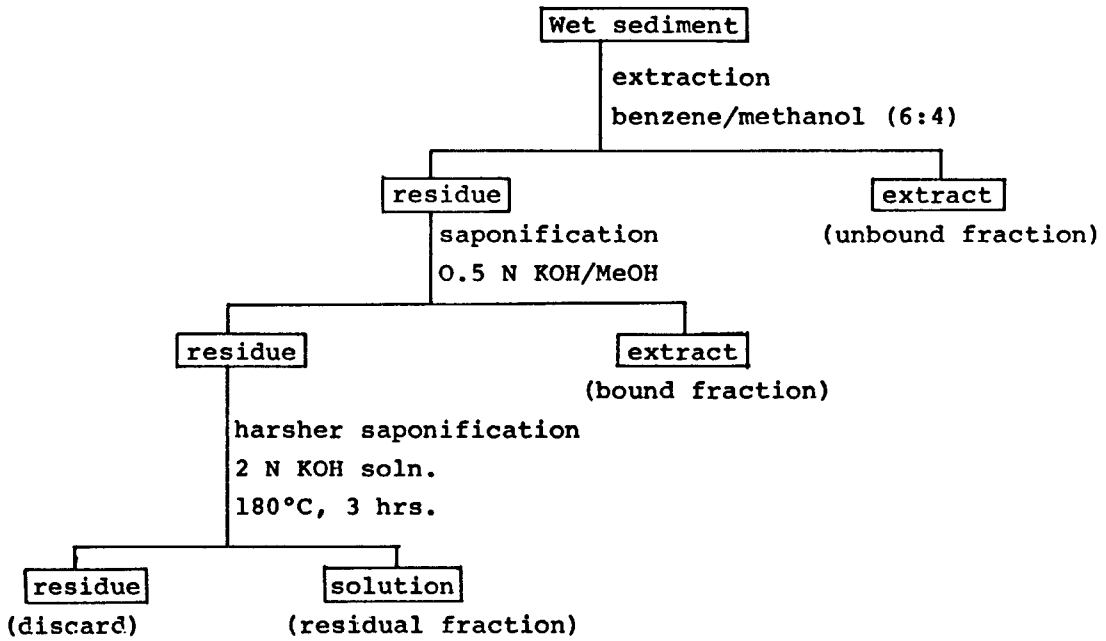 Wet sediment
extraction
benzene/methanol (6:4)
residue
extract
(unbound fraction)
saponification
0.5 N KOH/MeOH
residue
extract
(bound fraction)
harsher saponification
2 N KOH soln.
180°C, 3 hrs.
residue
solution
(discard)
(residual fraction)